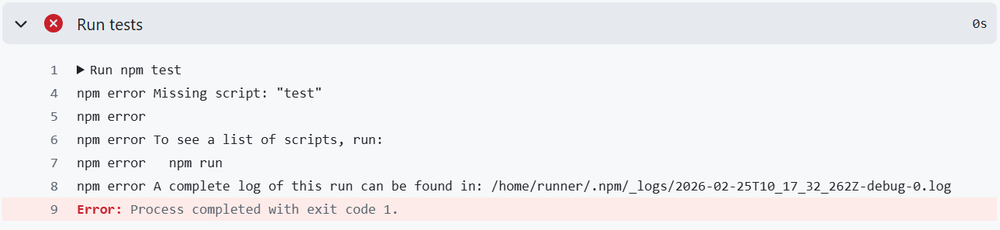 Run tests 0s
1 Run npm test
4 npm error Missing script: "test"
5 npm error
6 npm error To see a list of scripts, run:
7 npm error   npm run
8 npm error A complete log of this run can be found in: /home/runner/.npm/_logs/2026-02-25T10_17_32_262Z-debug-0.log
9 Error: Process completed with exit code 1.